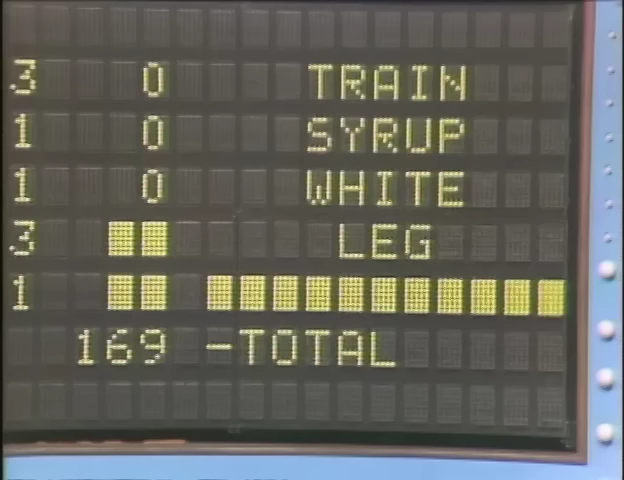 3 0 TRAIN
1 0 SYRUP
1 0 WHITE
3 LEG
1
169 -TOTAL